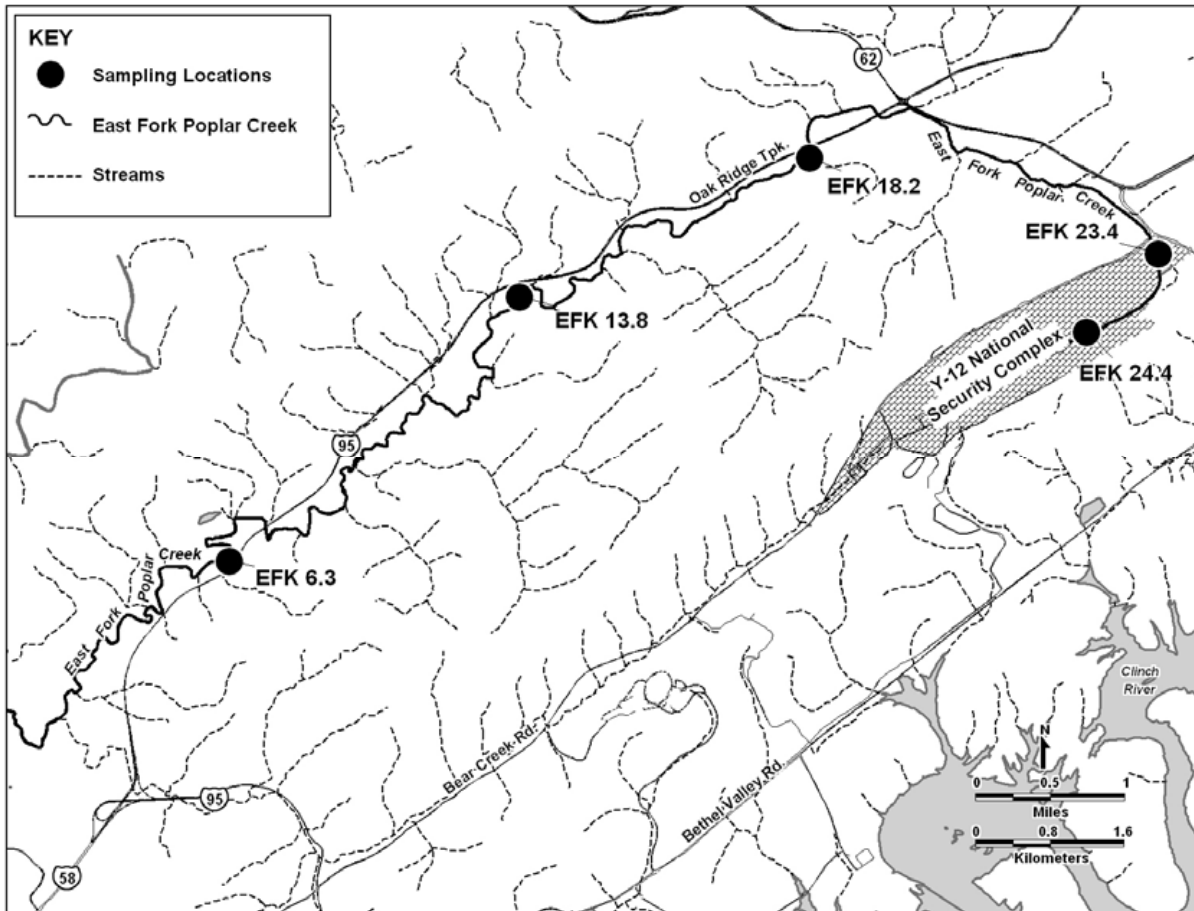 KEY
Sampling Locations
East Fork Poplar Creek
Streams
62
Oak Ridge Tpk.
East Fork Poplar Creek
EFK 18.2
EFK 23.4
EFK 13.8
EFK 24.4
Y-12 National
Security Complex
95
EFK 6.3
East Fork Poplar Creek
Clinch
River
Bear Creek Rd.
Bethel Valley Rd.
N
0 0.5 1
Miles
0 0.8 1.6
Kilometers
95
58